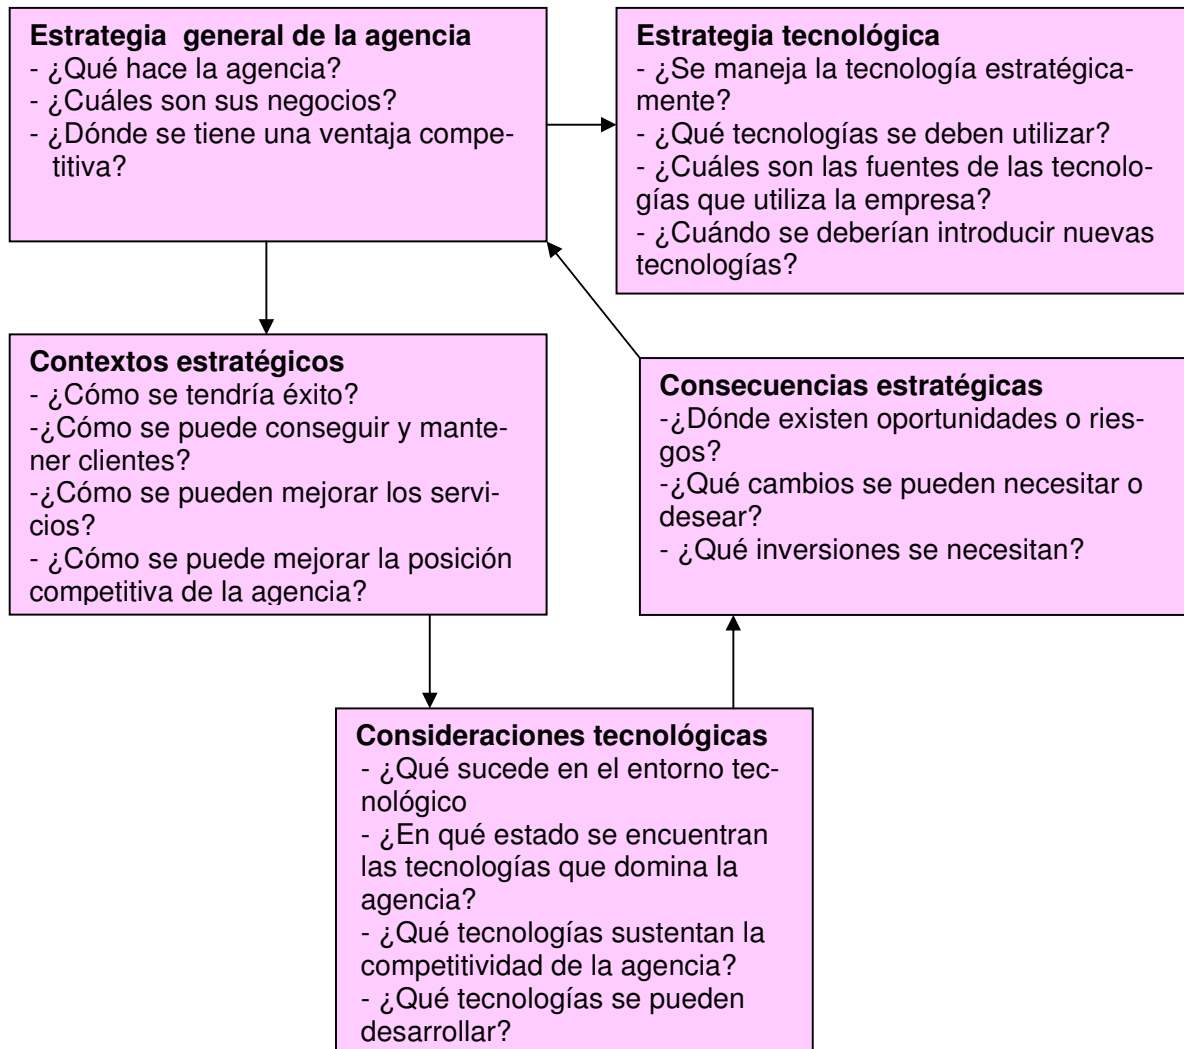 Estrategia  general de la agencia
- ¿Qué hace la agencia?
- ¿Cuáles son sus negocios?
- ¿Dónde se tiene una ventaja compe-
titiva?
Estrategia tecnológica
- ¿Se maneja la tecnología estratégica-
mente?
- ¿Qué tecnologías se deben utilizar?
- ¿Cuáles son las fuentes de las tecnolo-
gías que utiliza la empresa?
- ¿Cuándo se deberían introducir nuevas
tecnologías?
Contextos estratégicos
- ¿Cómo se tendría éxito?
-¿Cómo se puede conseguir y mante-
ner clientes?
-¿Cómo se pueden mejorar los servi-
cios?
- ¿Cómo se puede mejorar la posición
competitiva de la agencia?
Consecuencias estratégicas
-¿Dónde existen oportunidades o ries-
gos?
-¿Qué cambios se pueden necesitar o
desear?
- ¿Qué inversiones se necesitan?
Consideraciones tecnológicas
- ¿Qué sucede en el entorno tec-
nológico
- ¿En qué estado se encuentran
las tecnologías que domina la
agencia?
- ¿Qué tecnologías sustentan la
competitividad de la agencia?
- ¿Qué tecnologías se pueden
desarrollar?